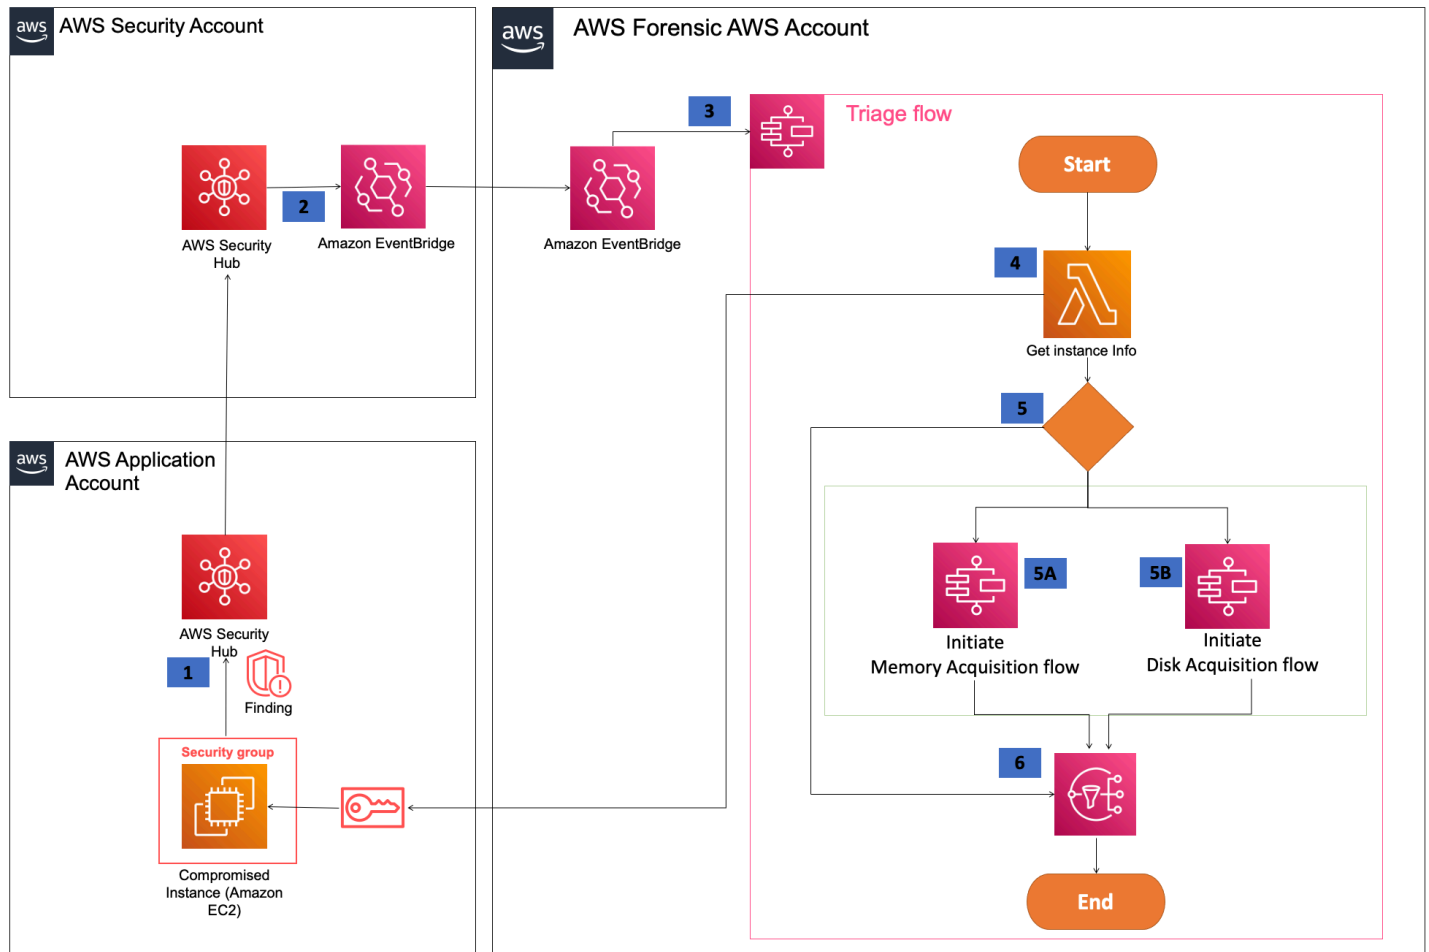 aws
AWS Security Account
aws
AWS Forensic AWS Account
3
Triage flow
Start
2
AWS Security
Hub
Amazon EventBridge
Amazon EventBridge
4
Get instance Info
5
aws
AWS Application
Account
5A
5B
Initiate
Memory Acquisition flow
Initiate
Disk Acquisition flow
AWS Security
Hub
1
Finding
Security group
6
Compromised
Instance (Amazon
EC2)
End